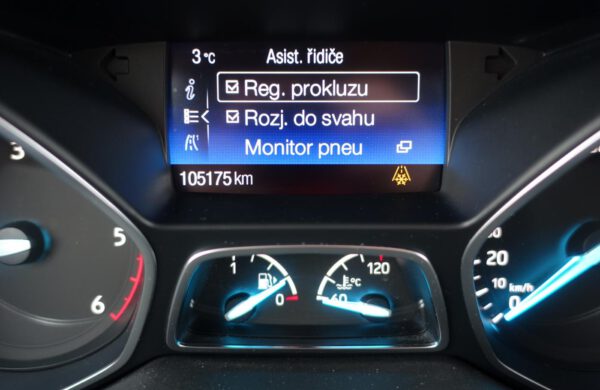 3 °C Asist. řidiče
Reg. prokluzu
Rozj. do svahu
Monitor pneu
105175 km
3
5
6
1
0
°C
60
120
20
10
0
km/h